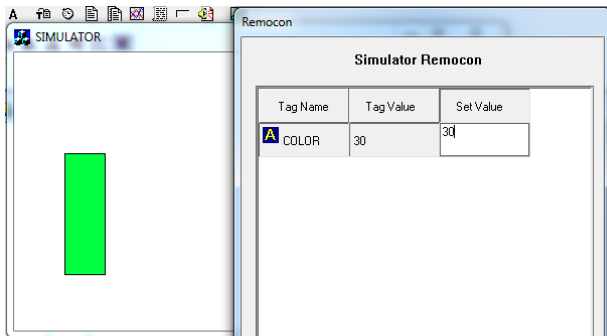 A
SIMULATOR
Remocon
Simulator Remocon
Tag Name Tag Value Set Value
A COLOR 30 30